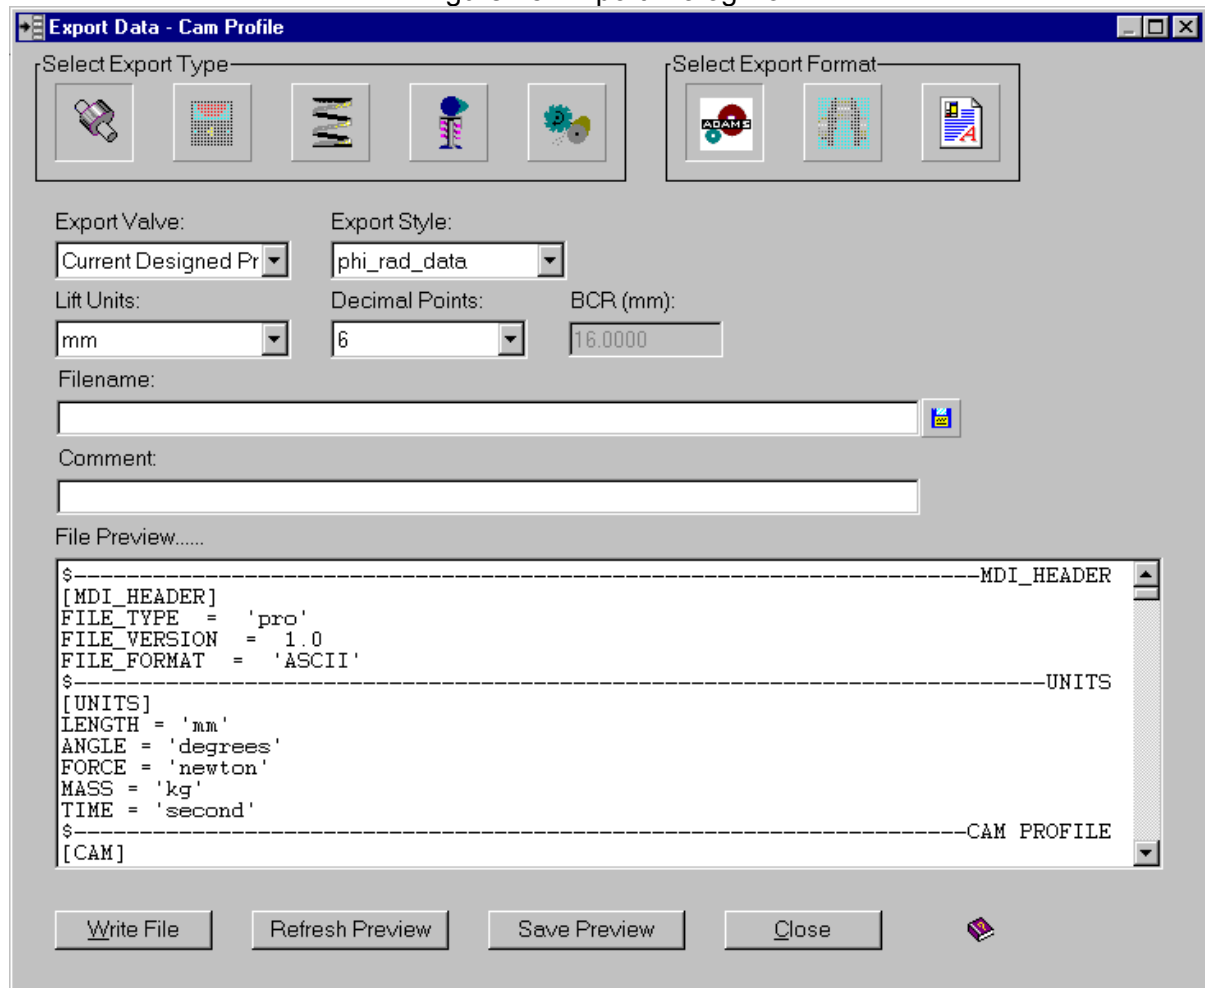 Export Data - Cam Profile
Select Export Type
Select Export Format
ADAMS
A
Export Valve:
Export Style:
Current Designed Pr
phi_rad_data
Lift Units:
Decimal Points:
BCR (mm):
mm
6
16.0000
Filename:
Comment:
File Preview......
$---------------------------------------------------------------------MDI_HEADER
[MDI_HEADER]
FILE_TYPE = 'pro'
FILE_VERSION = 1.0
FILE_FORMAT = 'ASCII'
$--------------------------------------------------------------------------UNITS
[UNITS]
LENGTH = 'mm'
ANGLE = 'degrees'
FORCE = 'newton'
MASS = 'kg'
TIME = 'second'
$--------------------------------------------------------------------CAM PROFILE
[CAM]
Write File
Refresh Preview
Save Preview
Close